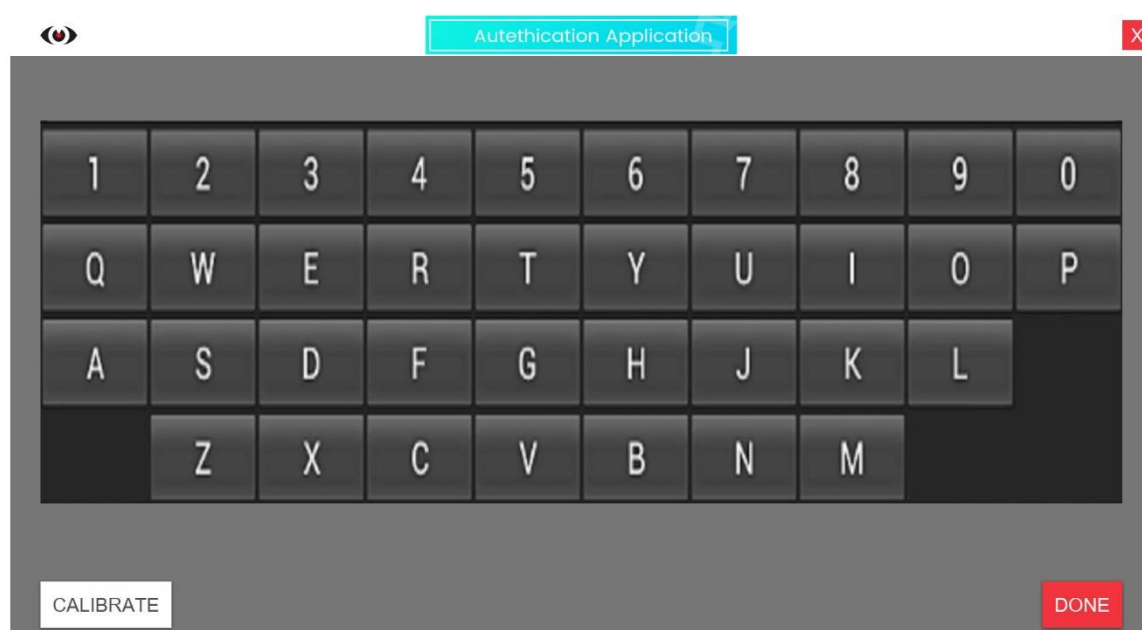 Autethication Application
X
1 2 3 4 5 6 7 8 9 0
Q W E R T Y U I O P
A S D F G H J K L
Z X C V B N M
CALIBRATE DONE